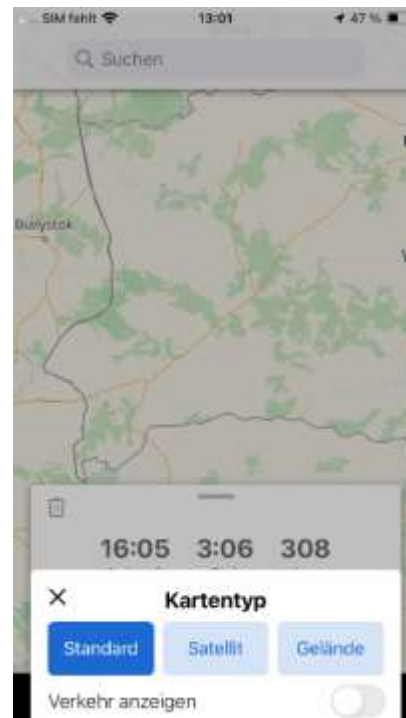 SIM fehlt 13:01 47 %
Suchen
Białystok
16:05 3:06 308
Kartentyp
Standard Satellit Gelände
Verkehr anzeigen